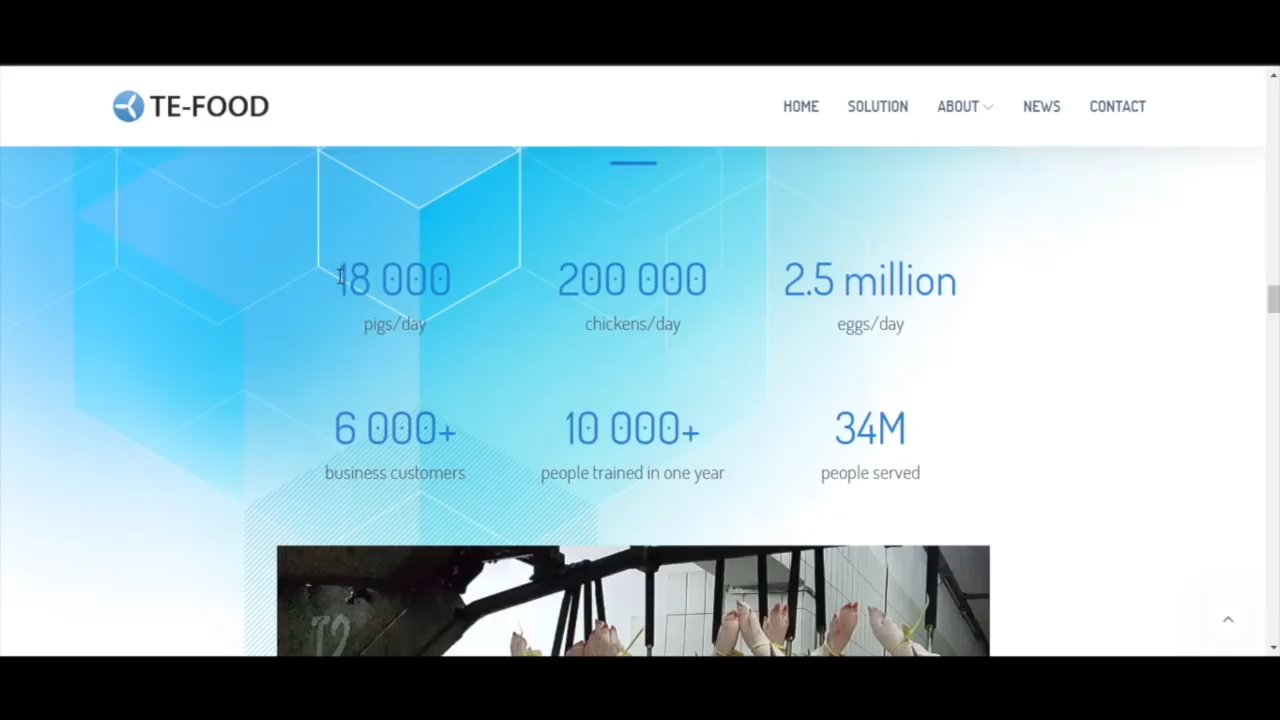 TE-FOOD
HOME SOLUTION ABOUT NEWS CONTACT
18 000 200 000 2.5 million
pigs/day chickens/day eggs/day
6 000+ 10 000+ 34M
business customers people trained in one year people served
T2